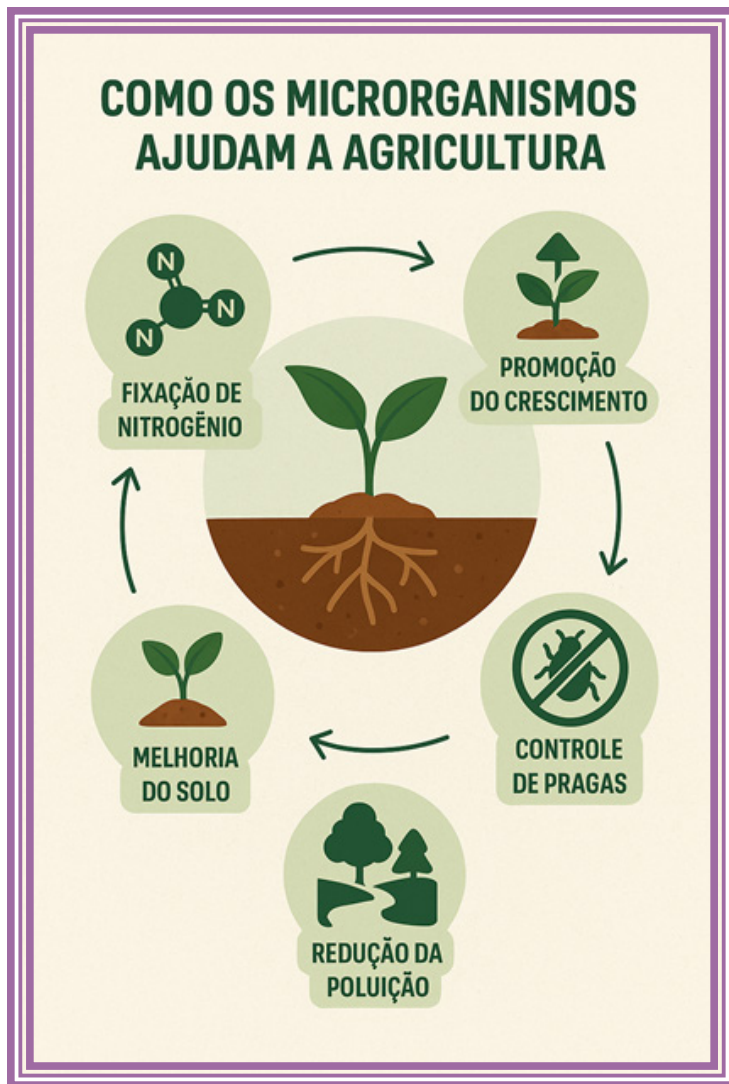 COMO OS MICRORGANISMOS
AJUDAM A AGRICULTURA
N
N
N
FIXAÇÃO DE
NITROGÊNIO
PROMOÇÃO
DO CRESCIMENTO
MELHORIA
DO SOLO
CONTROLE
DE PRAGAS
REDUÇÃO DA
POLUIÇÃO